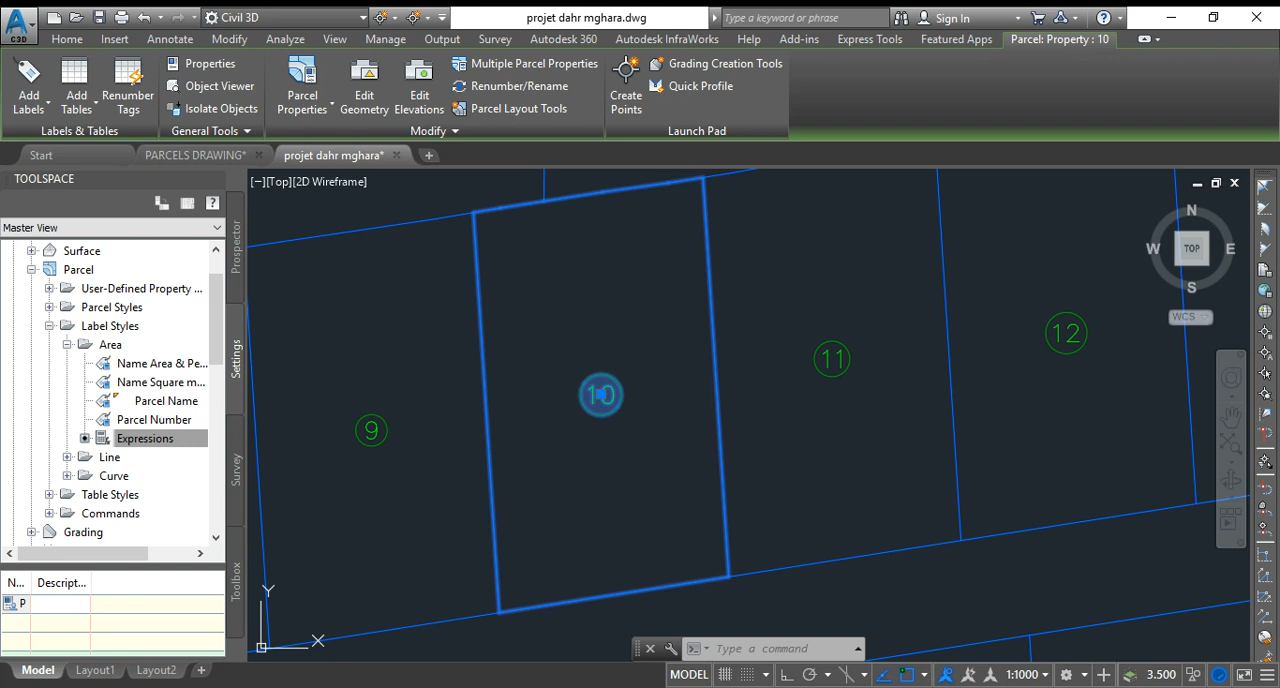 Civil 3D
projet dahr mghara.dwg
Type a keyword or phrase
Sign In
C3D
Home Insert Annotate Modify Analyze View Manage Output Survey Autodesk 360 Autodesk InfraWorks Help Add-ins Express Tools Featured Apps Parcel: Property : 10
Add Labels
Add Tables
Renumber Tags
Labels & Tables
Properties
Object Viewer
Isolate Objects
General Tools
Parcel Properties
Edit Geometry
Edit Elevations
Multiple Parcel Properties
Renumber/Rename
Parcel Layout Tools
Modify
Create Points
Grading Creation Tools
Quick Profile
Launch Pad
Start PARCELS DRAWING* projet dahr mghara*
TOOLSPACE
Master View
Surface
Parcel
User-Defined Property ...
Parcel Styles
Label Styles
Area
Name Area & Pe...
Name Square m...
Parcel Name
Parcel Number
Expressions
Line
Curve
Table Styles
Commands
Grading
N... Descript...
P
Prospector
Settings
Survey
Toolbox
[−][Top][2D Wireframe]
N
W TOP E
S
WCS
9
10
11
12
Y
X
Type a command
Model Layout1 Layout2 +
MODEL 1:1000 3.500